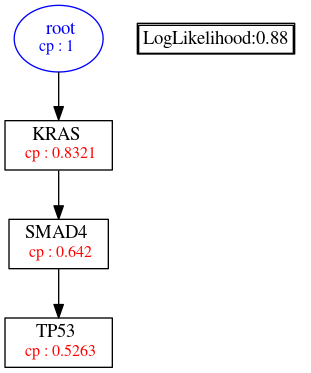 root
cp : 1
LogLikelihood:0.88
KRAS
cp : 0.8321
SMAD4
cp : 0.642
TP53
cp : 0.5263